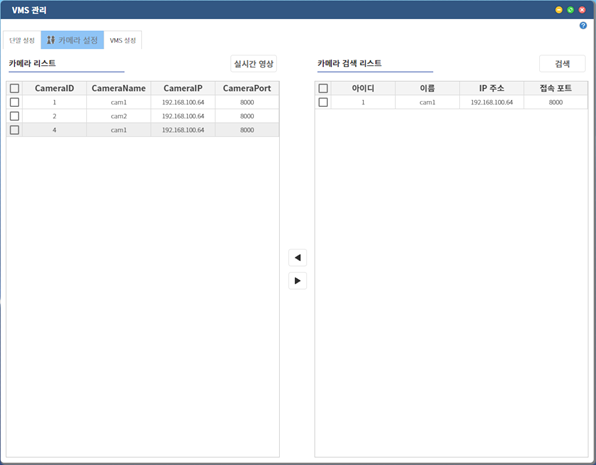 VMS 관리
?
단말 설정 카메라 설정 VMS 설정
카메라 리스트 실시간 영상
CameraID CameraName CameraIP CameraPort
1 cam1 192.168.100.64 8000
2 cam2 192.168.100.64 8000
4 cam1 192.168.100.64 8000
카메라 검색 리스트 검색
아이디 이름 IP 주소 접속 포트
1 cam1 192.168.100.64 8000